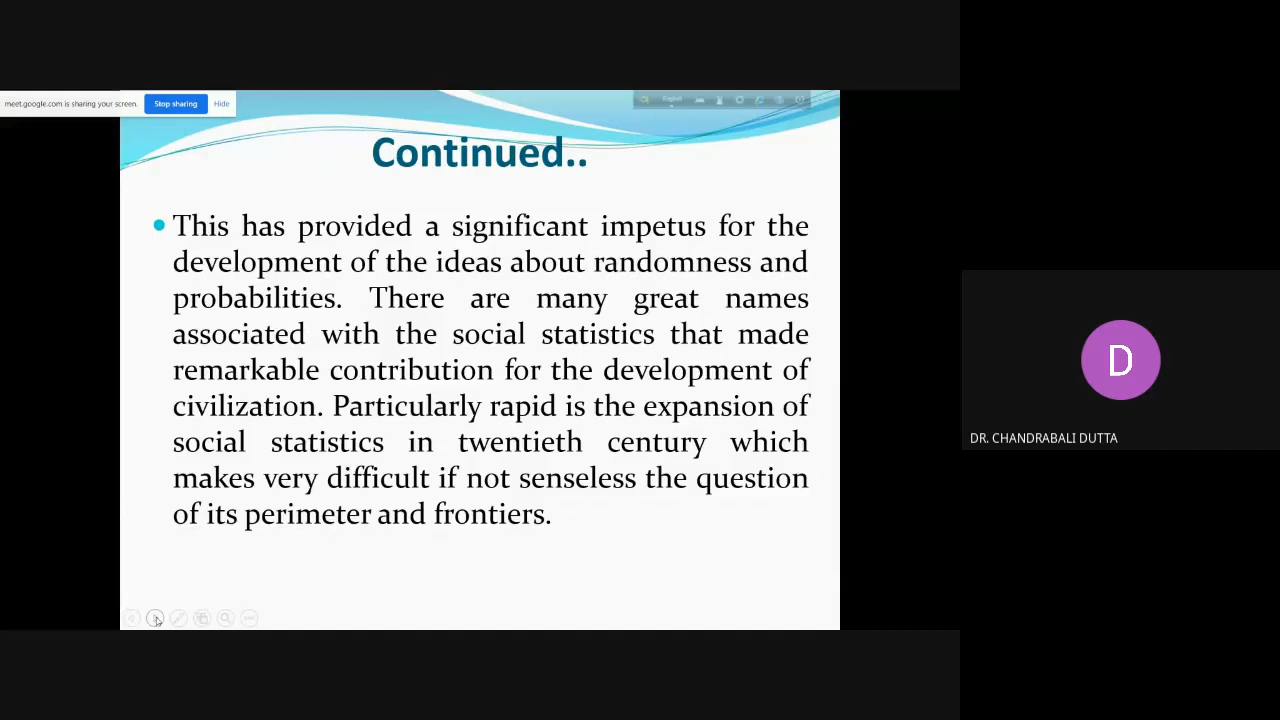 meet.google.com is sharing your screen.
Stop sharing
Hide
English
Continued..
• This has provided a significant impetus for the
development of the ideas about randomness and
probabilities. There are many great names
associated with the social statistics that made
remarkable contribution for the development of
civilization. Particularly rapid is the expansion of
social statistics in twentieth century which
makes very difficult if not senseless the question
of its perimeter and frontiers.
D
DR. CHANDRABALI DUTTA